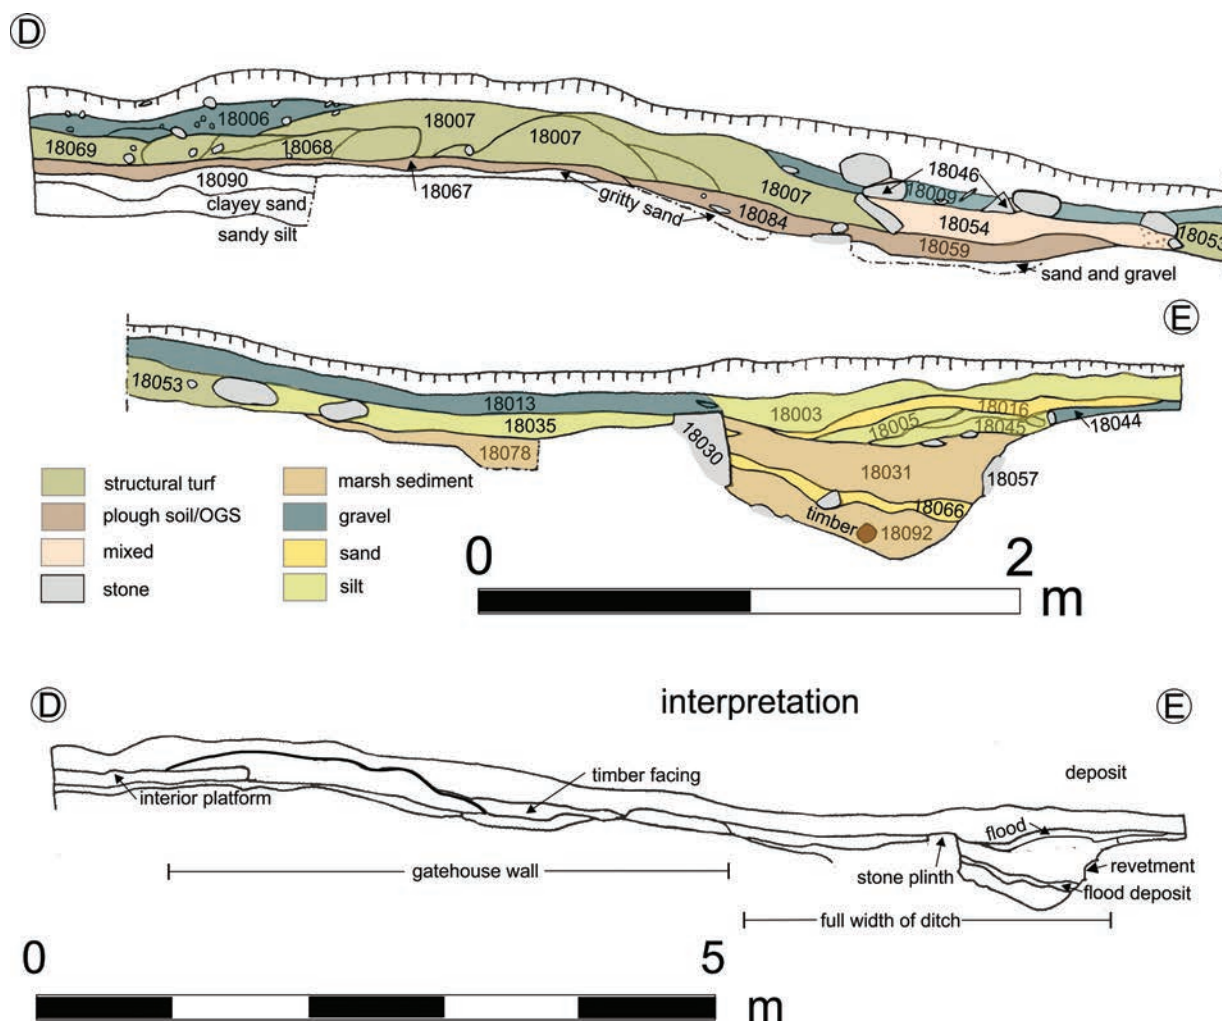 D
18006
18007
18007
18069
18068
18046
18009
18090
18067
18007
clayey sand
gritty sand
18084
18054
18053
sandy silt
18059
sand and gravel
E
18053
18013
18003
18016
18035
18005
18045
18044
18030
18078
18031
18057
structural turf
marsh sediment
plough soil/OGS
gravel
timber
18066
18092
mixed
sand
stone
silt
0
2
m
interpretation
D
E
timber facing
deposit
interior platform
flood
gatehouse wall
stone plinth
revetment
flood deposit
full width of ditch
0
5
m